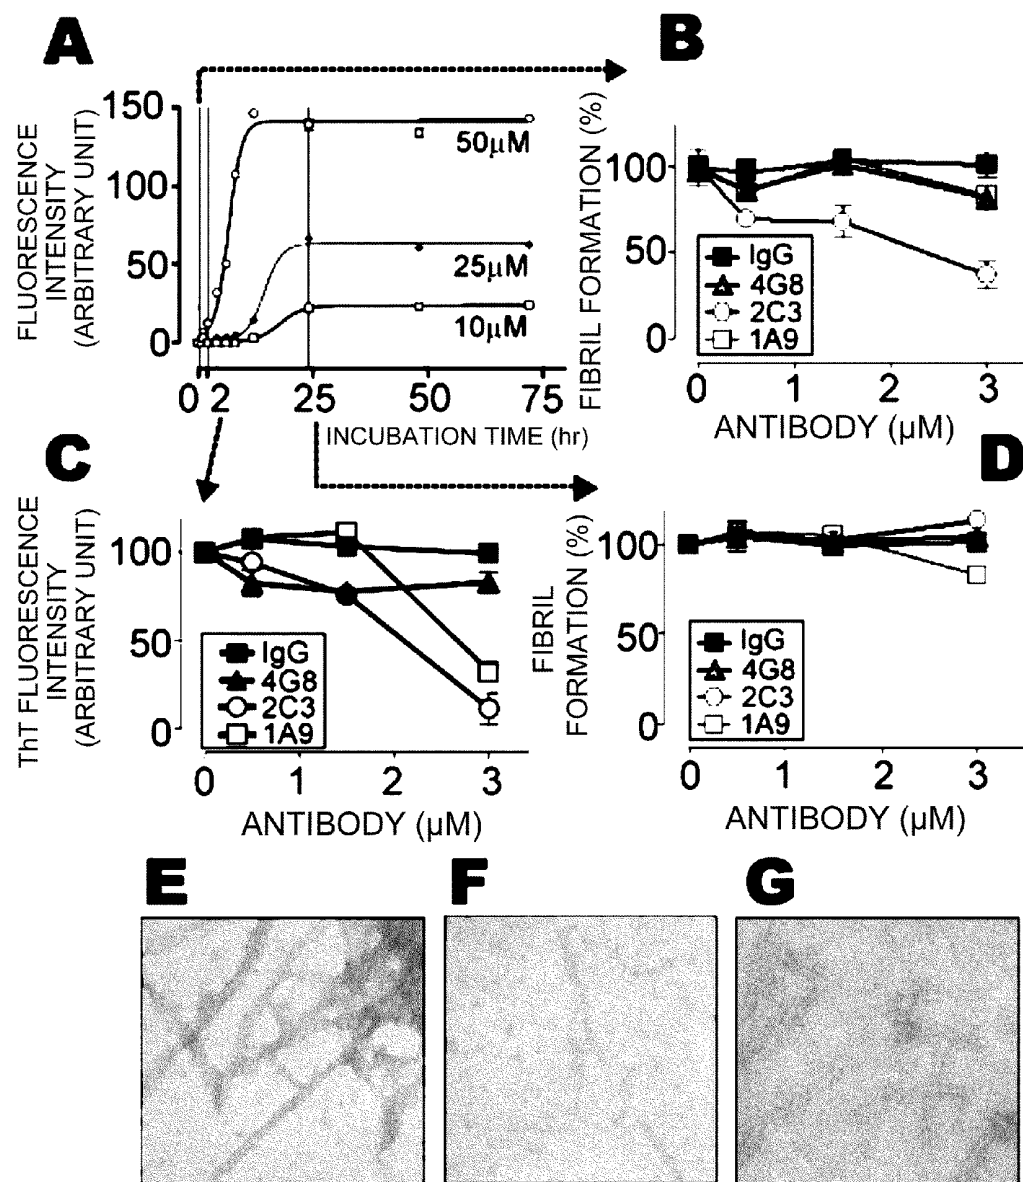 A
FLUORESCENCE
INTENSITY
(ARBITRARY UNIT)
150
100
50
0
50µM
25µM
10µM
0 2 25 50 75
INCUBATION TIME (hr)
B
FIBRIL FORMATION (%)
100
50
0
IgG
4G8
2C3
1A9
0 1 2 3
ANTIBODY (µM)
C
ThT FLUORESCENCE
INTENSITY
(ARBITRARY UNIT)
100
50
0
IgG
4G8
2C3
1A9
0 1 2 3
ANTIBODY (µM)
D
FIBRIL
FORMATION (%)
100
50
0
IgG
4G8
2C3
1A9
0 1 2 3
ANTIBODY (µM)
E
F
G